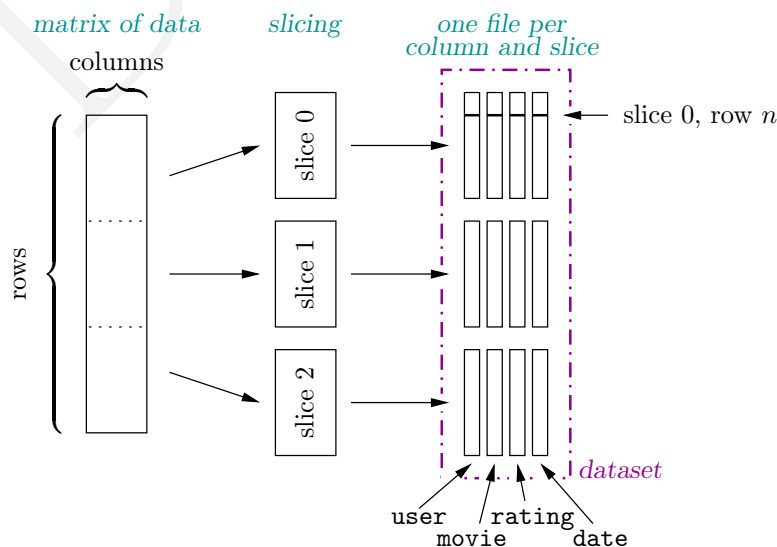 matrix of data
slicing
one file per
column and slice
columns
rows
slice 0
slice 1
slice 2
slice 0, row n
dataset
user
movie
rating
date